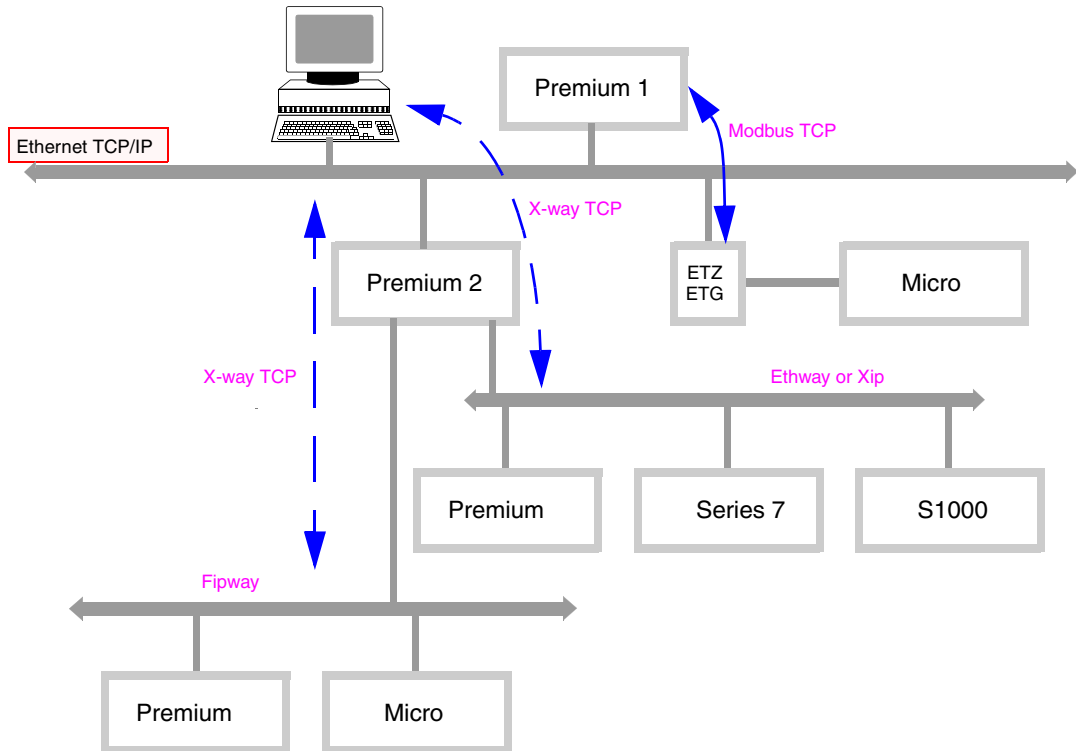 Premium 1
Modbus TCP
Ethernet TCP/IP
X-way TCP
Premium 2
ETZ
ETG
Micro
X-way TCP
Ethway or Xip
Premium
Series 7
S1000
Fipway
Premium
Micro